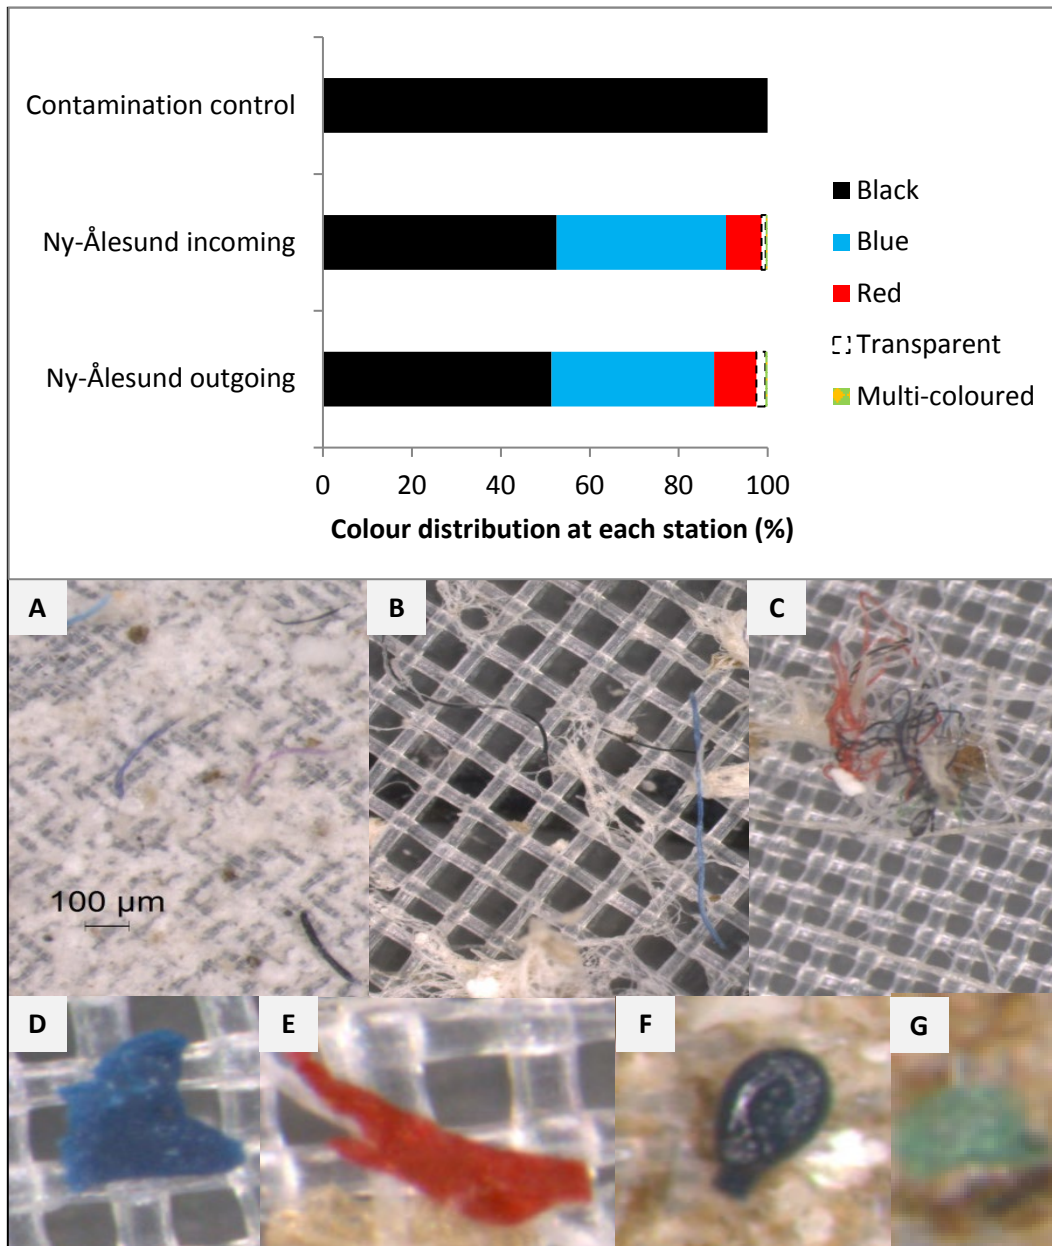 Contamination control
Ny-Ålesund incoming
Ny-Ålesund outgoing
0 20 40 60 80 100
Colour distribution at each station (%)
Black
Blue
Red
Transparent
Multi-coloured
A
B
C
100 µm
D
E
F
G